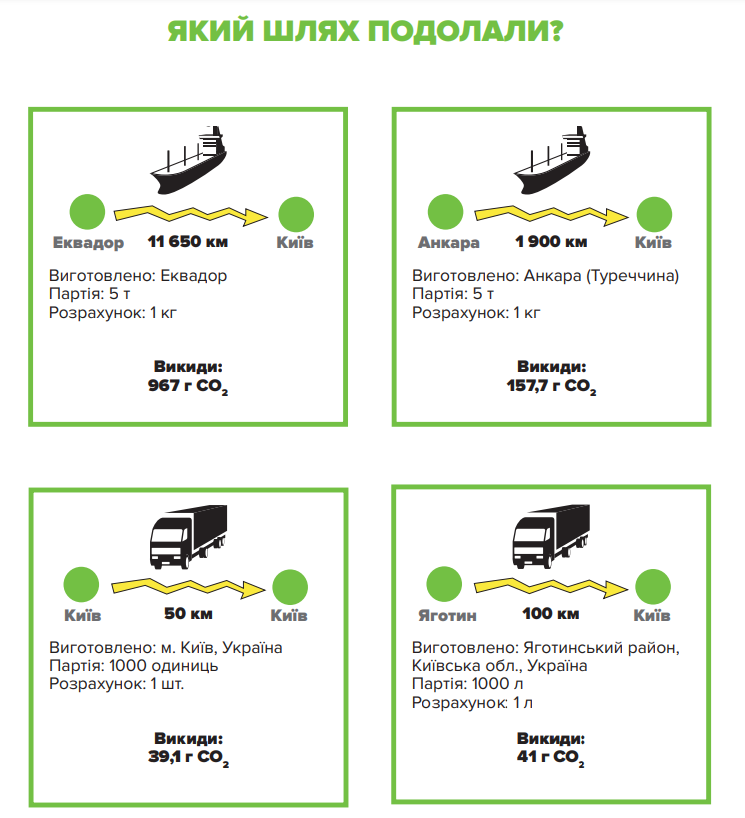 ЯКИЙ ШЛЯХ ПОДОЛАЛИ?
Еквадор 11 650 км Київ
Виготовлено: Еквадор
Партія: 5 т
Розрахунок: 1 кг
Викиди:
967 г CO₂
Анкара 1 900 км Київ
Виготовлено: Анкара (Туреччина)
Партія: 5 т
Розрахунок: 1 кг
Викиди:
157,7 г CO₂
Київ 50 км Київ
Виготовлено: м. Київ, Україна
Партія: 1000 одиниць
Розрахунок: 1 шт.
Викиди:
39,1 г CO₂
Яготин 100 км Київ
Виготовлено: Яготинський район,
Київська обл., Україна
Партія: 1000 л
Розрахунок: 1 л
Викиди:
41 г CO₂